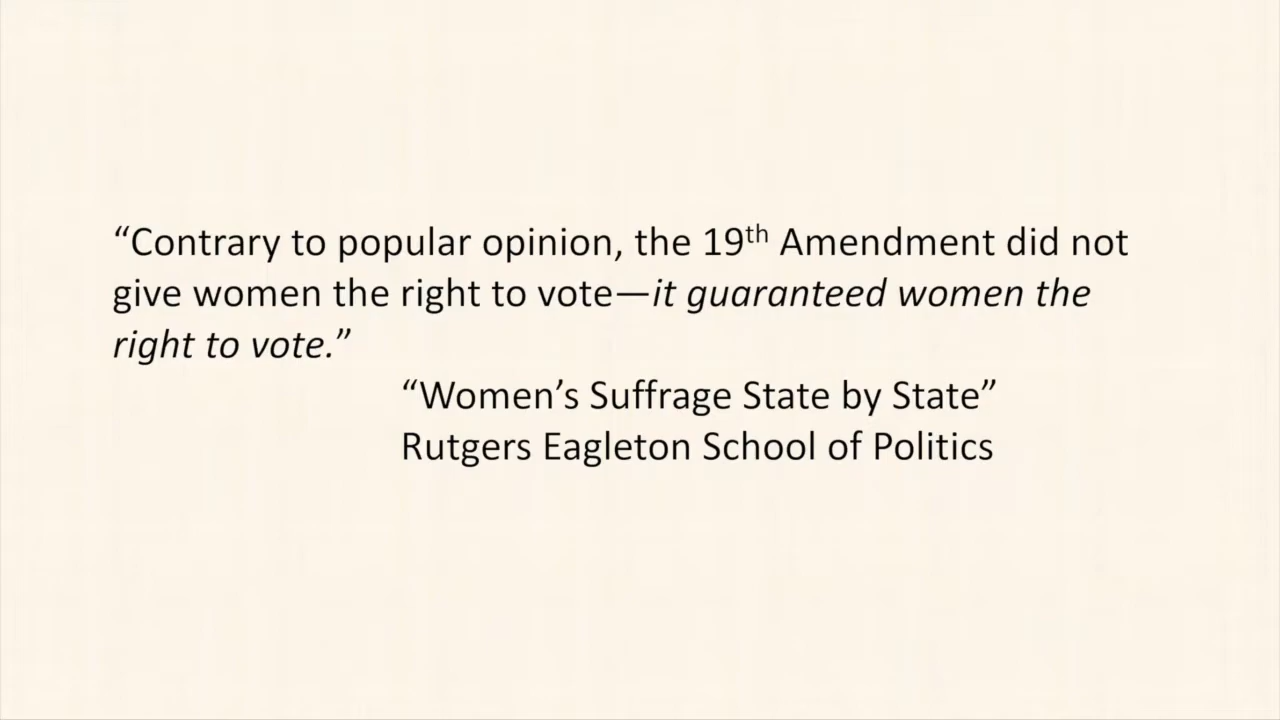 “Contrary to popular opinion, the 19th Amendment did not
give women the right to vote—it guaranteed women the
right to vote.”
“Women’s Suffrage State by State”
Rutgers Eagleton School of Politics